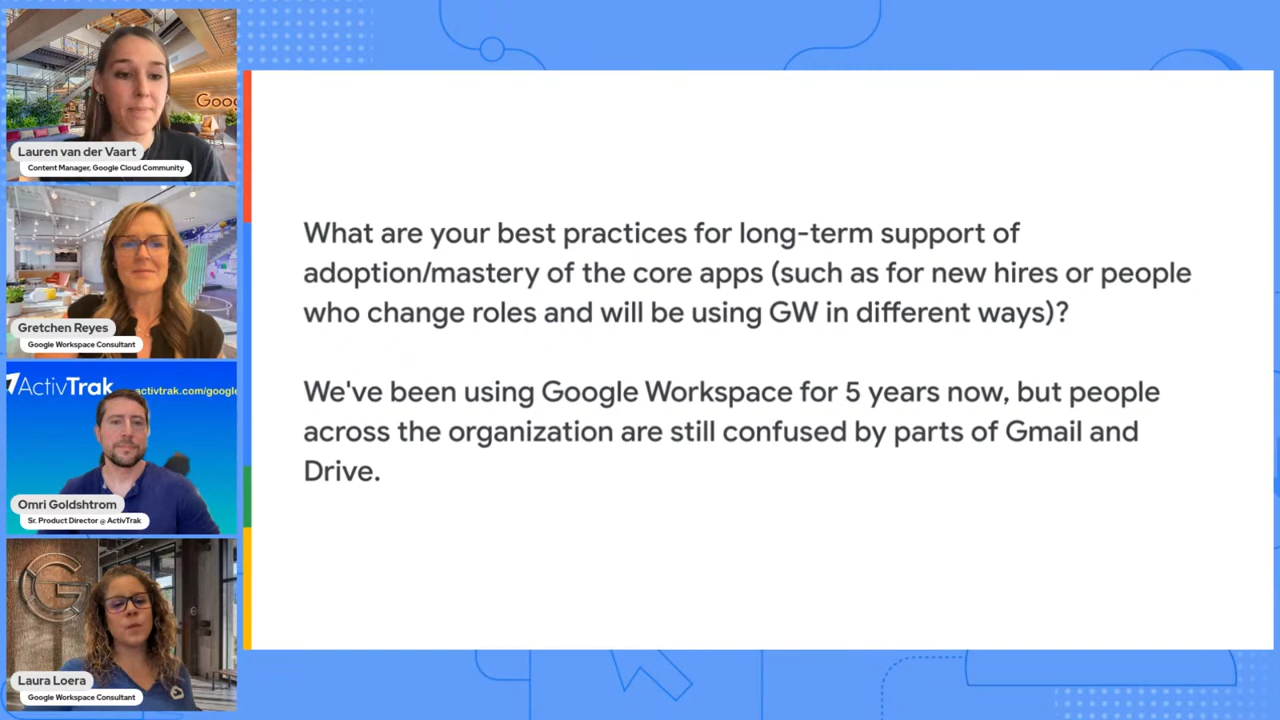 Goo
Lauren van der Vaart
Content Manager, Google Cloud Community
Gretchen Reyes
Google Workspace Consultant
ActivTrak
activtrak.com/google
Omri Goldshtrom
Sr. Product Director @ ActivTrak
G
Laura Loera
Google Workspace Consultant
What are your best practices for long-term support of
adoption/mastery of the core apps (such as for new hires or people
who change roles and will be using GW in different ways)?
We've been using Google Workspace for 5 years now, but people
across the organization are still confused by parts of Gmail and
Drive.